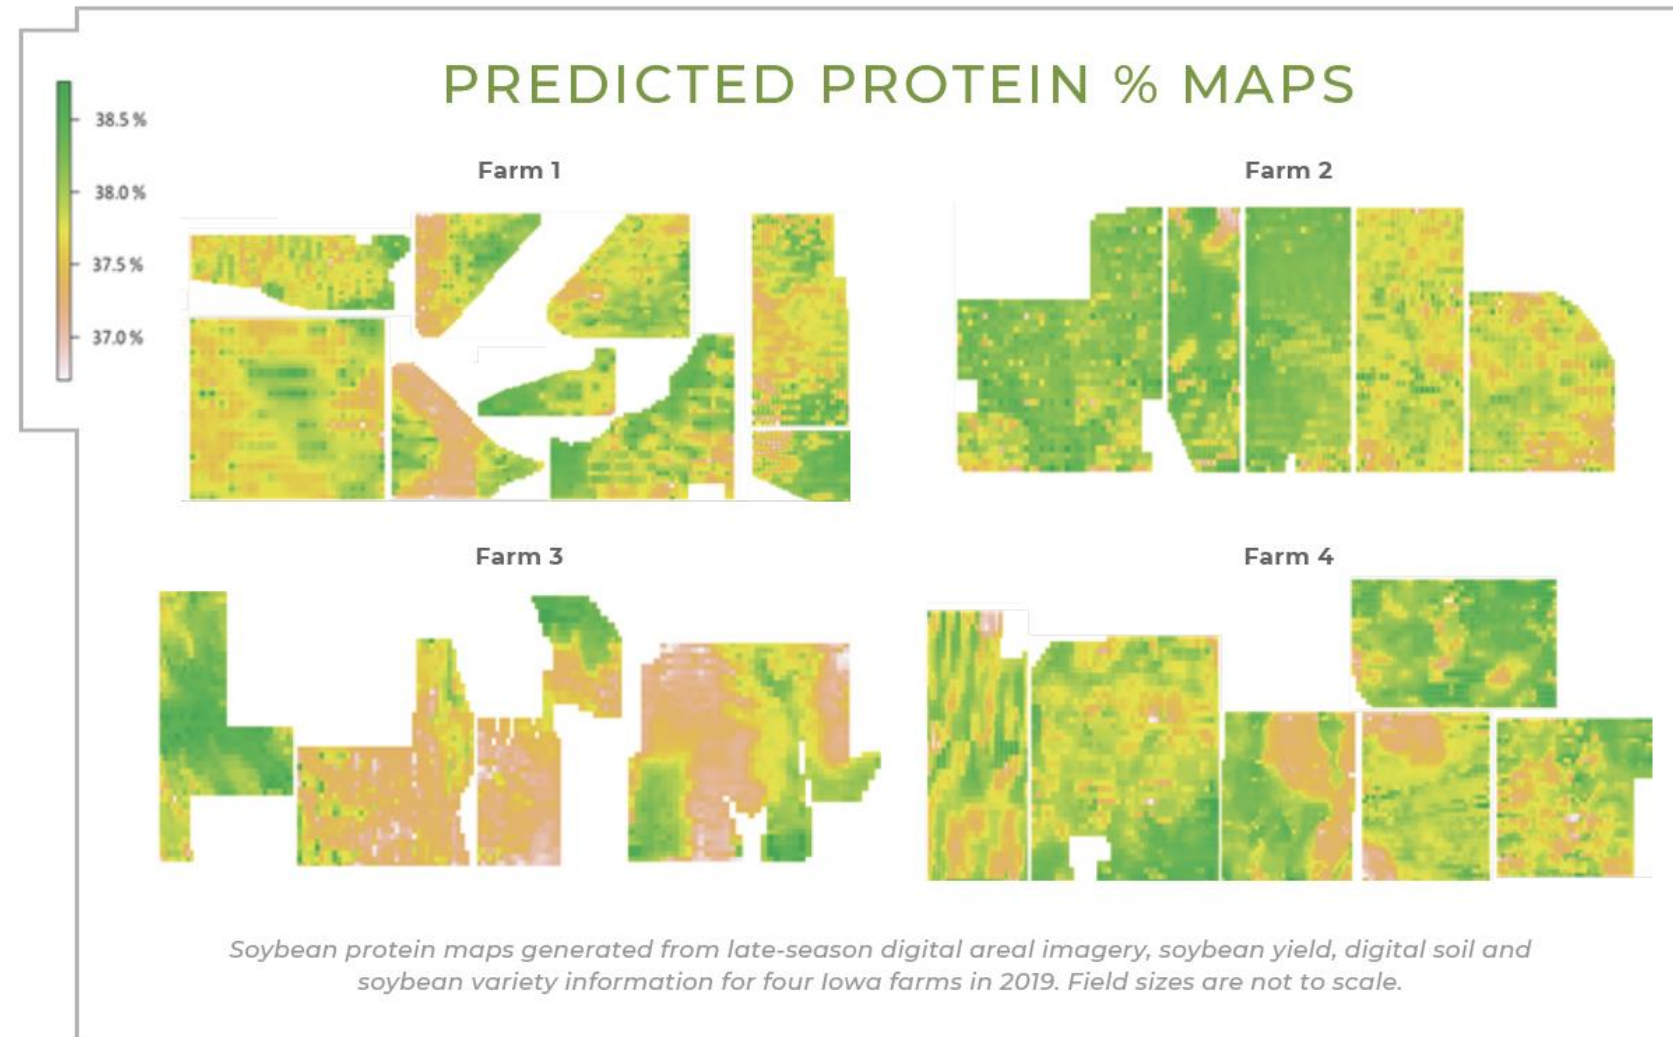 PREDICTED PROTEIN % MAPS
38.5 %
38.0 %
37.5 %
37.0 %
Farm 1
Farm 2
Farm 3
Farm 4
Soybean protein maps generated from late-season digital areal imagery, soybean yield, digital soil and
soybean variety information for four Iowa farms in 2019. Field sizes are not to scale.